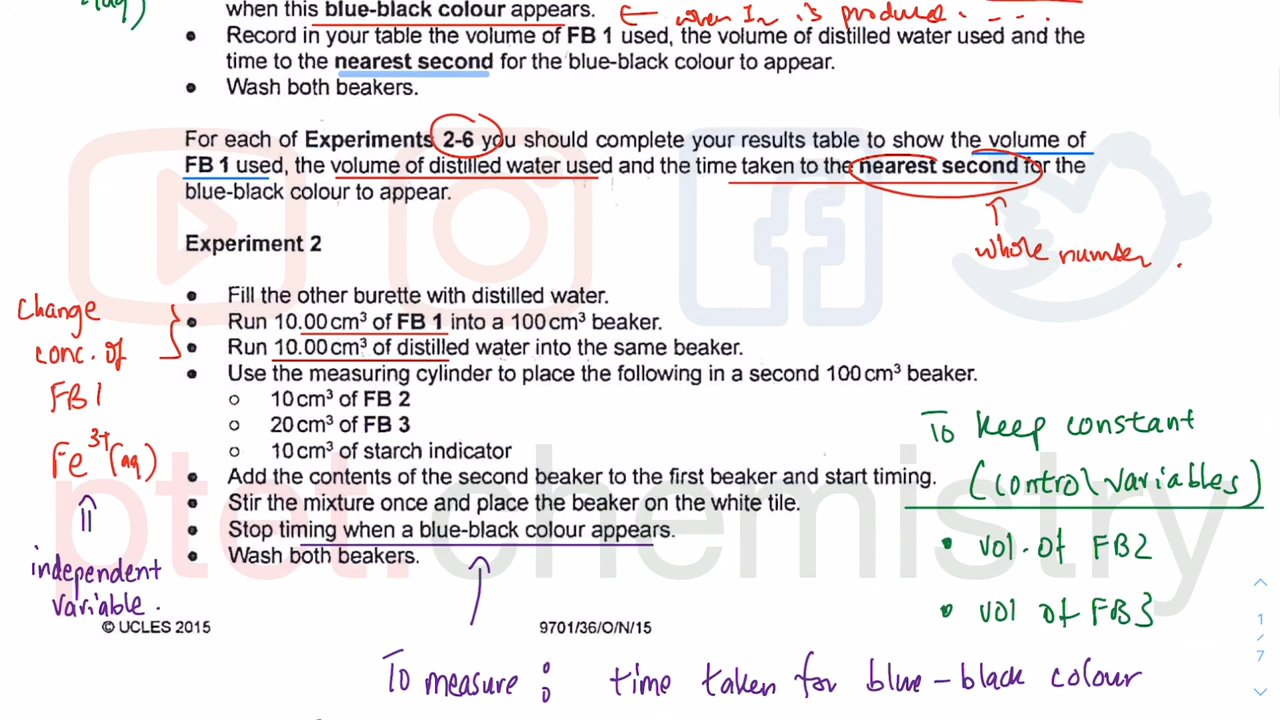 when this blue-black colour appears. ← when I₂ is produce. - - - .
• Record in your table the volume of FB 1 used, the volume of distilled water used and the
time to the nearest second for the blue-black colour to appear.
• Wash both beakers.
For each of Experiments 2-6 you should complete your results table to show the volume of
FB 1 used, the volume of distilled water used and the time taken to the nearest second for the
blue-black colour to appear.
whole number.
Experiment 2
• Fill the other burette with distilled water.
• Run 10.00 cm³ of FB 1 into a 100 cm³ beaker.
• Run 10.00 cm³ of distilled water into the same beaker.
• Use the measuring cylinder to place the following in a second 100 cm³ beaker.
o 10 cm³ of FB 2
o 20 cm³ of FB 3
o 10 cm³ of starch indicator
• Add the contents of the second beaker to the first beaker and start timing.
• Stir the mixture once and place the beaker on the white tile.
• Stop timing when a blue-black colour appears.
• Wash both beakers.
change
conc. of
FB1
Fe³⁺(aq)
independent
variable.
To keep constant
(control variables)
• vol. of FB2
• vol of FB3
ptet.chemistry
© UCLES 2015
9701/36/O/N/15
To measure : time taken for blue-black colour
1
/
7